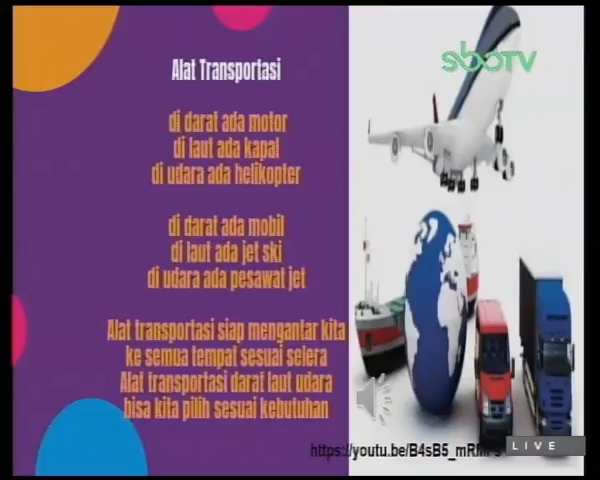 sboTV
Alat Transportasi
di darat ada motor
di laut ada kapal
di udara ada helikopter
di darat ada mobil
di laut ada jet ski
di udara ada pesawat jet
Alat transportasi siap mengantar kita
ke semua tempat sesuai selera
Alat transportasi darat laut udara
bisa kita pilih sesuai kebutuhan
LIVE